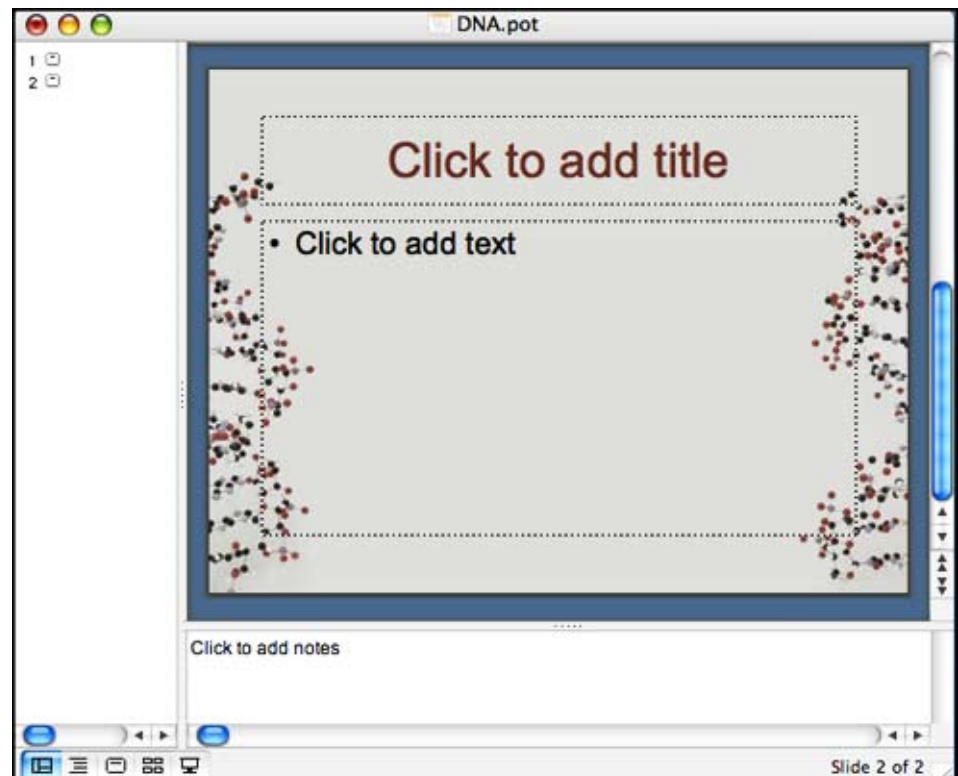 DNA.pot
1
2
Click to add title
• Click to add text
Click to add notes
Slide 2 of 2